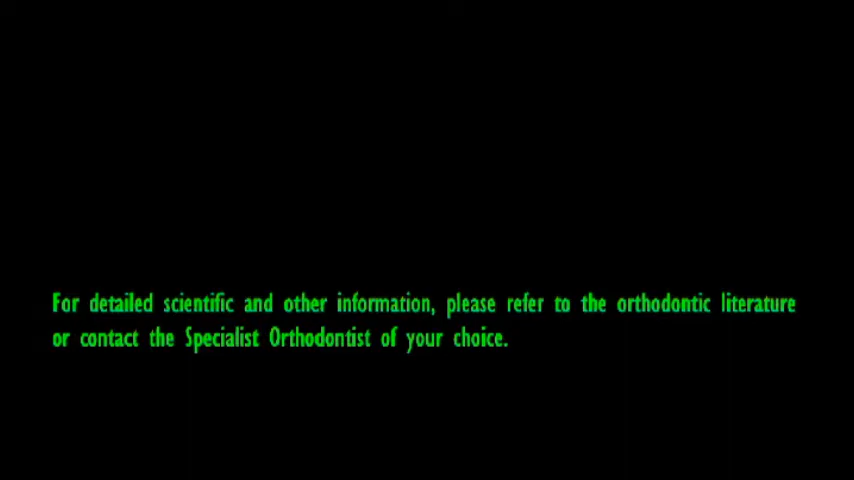 For detailed scientific and other information, please refer to the orthodontic literature
or contact the Specialist Orthodontist of your choice.